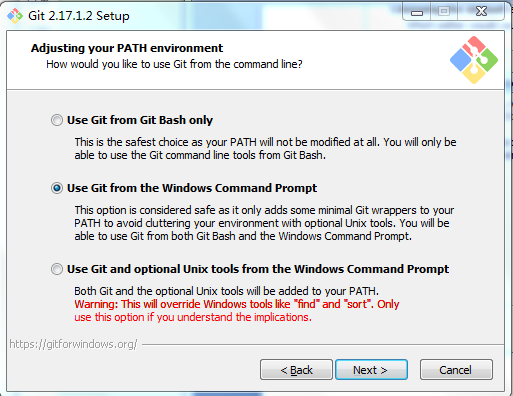 Git 2.17.1.2 Setup
Adjusting your PATH environment
How would you like to use Git from the command line?
Use Git from Git Bash only
This is the safest choice as your PATH will not be modified at all. You will only be
able to use the Git command line tools from Git Bash.
Use Git from the Windows Command Prompt
This option is considered safe as it only adds some minimal Git wrappers to your
PATH to avoid cluttering your environment with optional Unix tools. You will be
able to use Git from both Git Bash and the Windows Command Prompt.
Use Git and optional Unix tools from the Windows Command Prompt
Both Git and the optional Unix tools will be added to your PATH.
Warning: This will override Windows tools like "find" and "sort". Only
use this option if you understand the implications.
https://gitforwindows.org/
< Back Next > Cancel